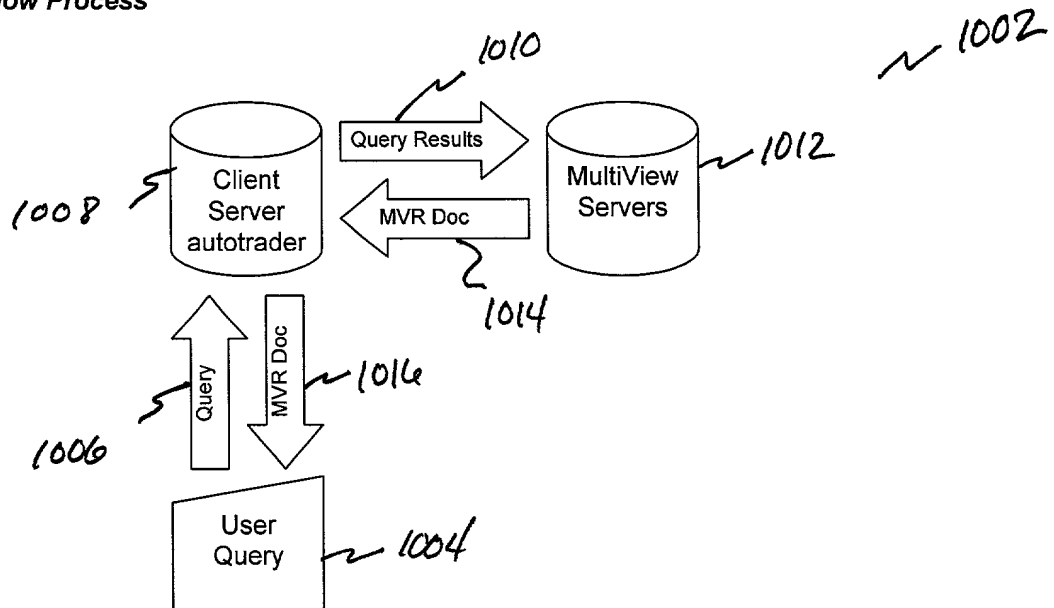 Process
1002
1010
Query Results
1012
Client
Server
autotrader
MultiView
Servers
1008
MVR Doc
1014
Query
MVR Doc
1016
1006
User
Query
1004